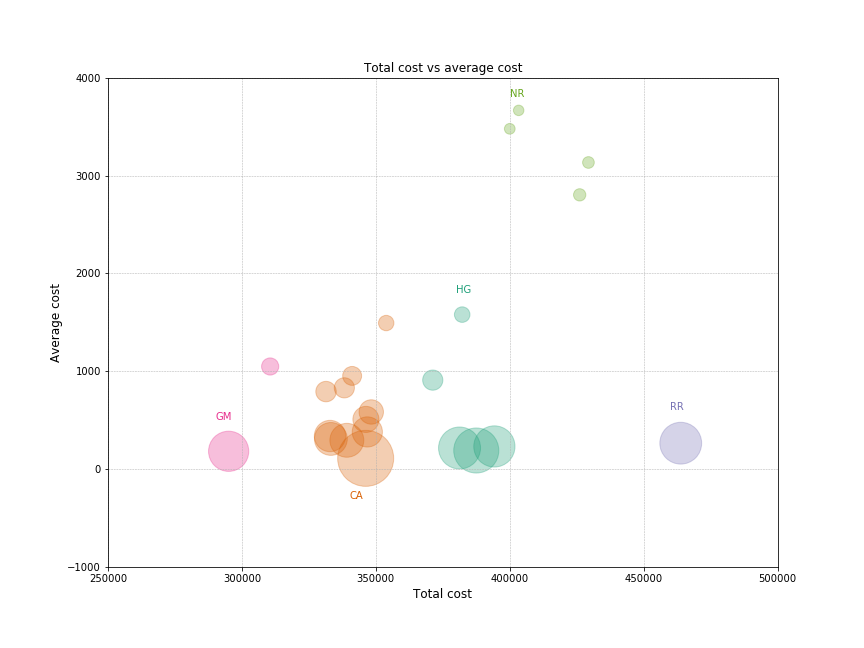 Total cost vs average cost
4000
NR
3000
2000
HG
1000
GM
RR
0
CA
−1000
250000 300000 350000 400000 450000 500000
Total cost
Average cost